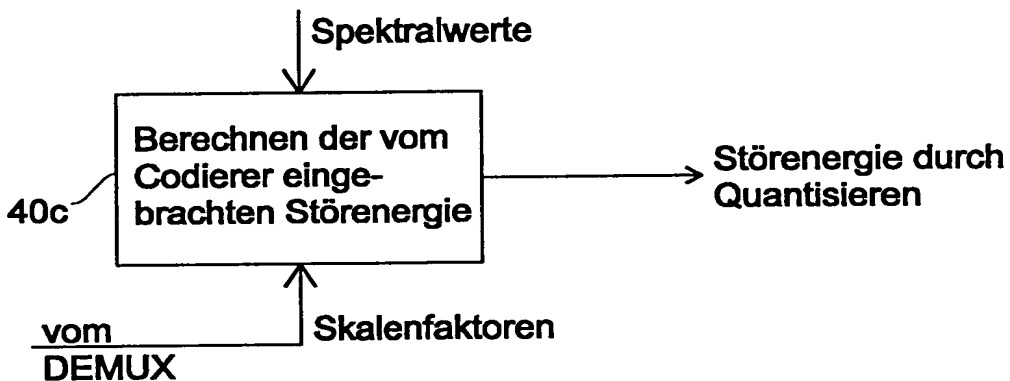 Spektralwerte
Berechnen der vom
Codierer einge-
brachten Störenergie
40c
Störenergie durch
Quantisieren
vom
DEMUX
Skalenfaktoren